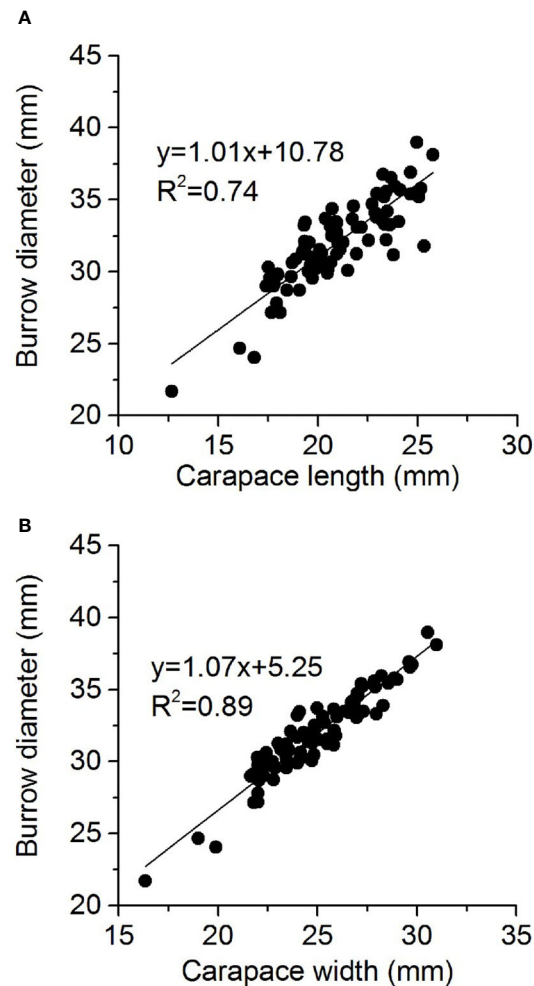 A
45
40
35
30
25
20
Burrow diameter (mm)
y=1.01x+10.78
R²=0.74
10 15 20 25 30
Carapace length (mm)
B
45
40
35
30
25
20
Burrow diameter (mm)
y=1.07x+5.25
R²=0.89
15 20 25 30 35
Carapace width (mm)